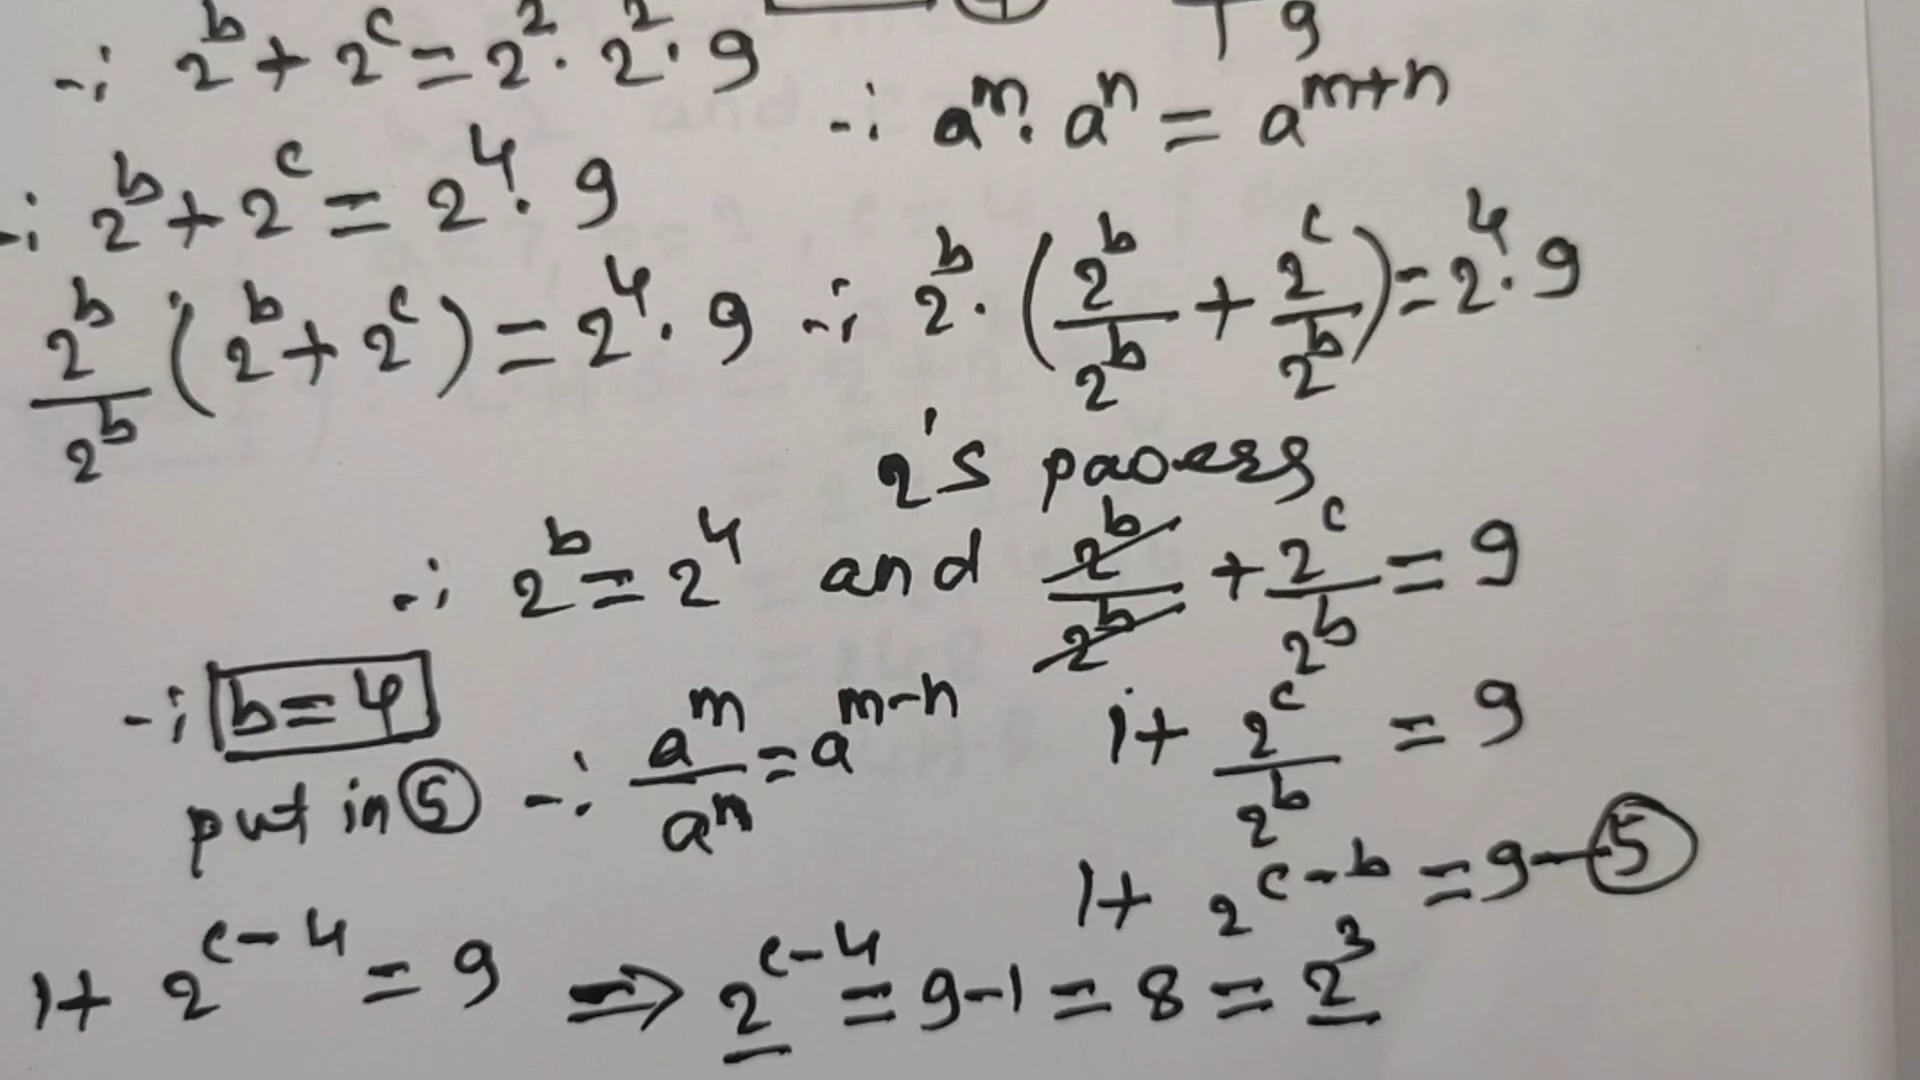 ∴ 2^b + 2^c = 2^2 · 2^2 · 9
9
∴ a^m · a^n = a^(m+n)
∴ 2^b + 2^c = 2^4 · 9
2^b/2^b (2^b + 2^c) = 2^4 · 9 ∴ 2^b · (2^b/2^b + 2^c/2^b) = 2^4 · 9
2's powers
∴ 2^b = 2^4 and 2^b/2^b + 2^c/2^b = 9
∴ b = 4
∴ a^m/a^n = a^(m-n)
1 + 2^c/2^b = 9
put in ⑤
1 + 2^(c-b) = 9 — ⑤
1 + 2^(c-4) = 9 ⇒ 2^(c-4) = 9 - 1 = 8 = 2^3